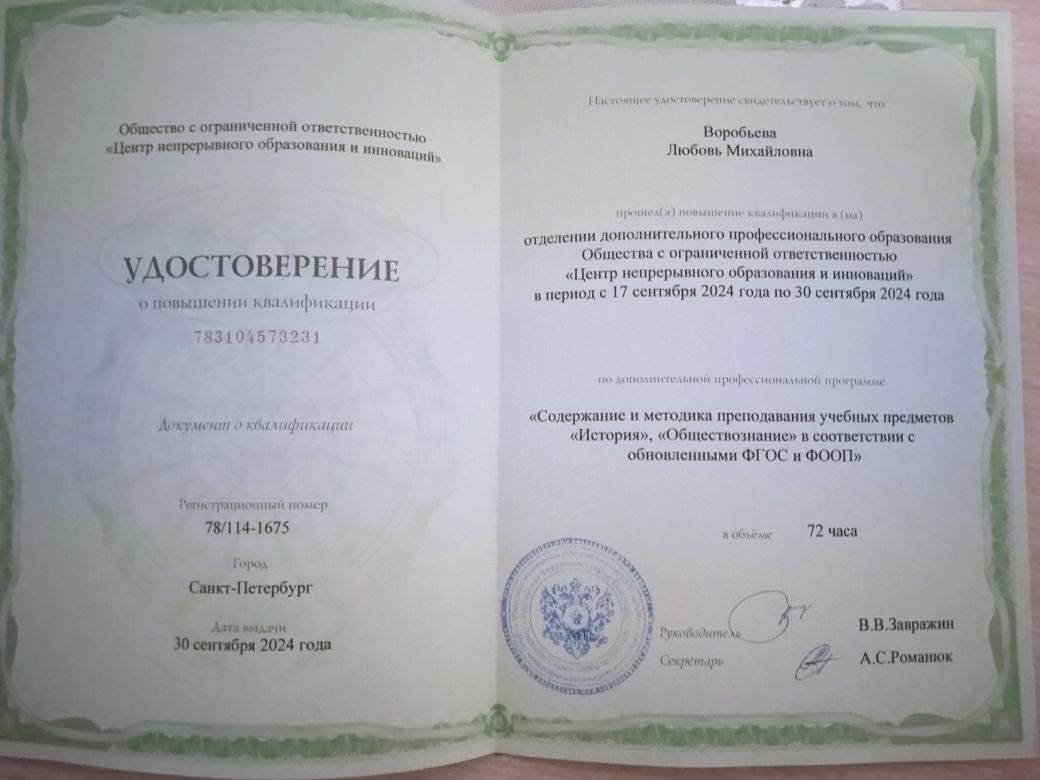 Общество с ограниченной ответственностью
«Центр непрерывного образования и инноваций»
УДОСТОВЕРЕНИЕ
о повышении квалификации
783104573231
Документ о квалификации
Регистрационный номер
78/114-1675
Город
Санкт-Петербург
Дата выдачи
30 сентября 2024 года
Настоящее удостоверение свидетельствует о том, что
Воробьева
Любовь Михайловна
прошел(а) повышение квалификации в (на)
отделении дополнительного профессионального образования
Общества с ограниченной ответственностью
«Центр непрерывного образования и инноваций»
в период с 17 сентября 2024 года по 30 сентября 2024 года
по дополнительной профессиональной программе
«Содержание и методика преподавания учебных предметов
«История», «Обществознание» в соответствии с
обновленными ФГОС и ФООП»
в объёме 72 часа
М.П.
Руководитель В.В.Завражин
Секретарь А.С.Романюк